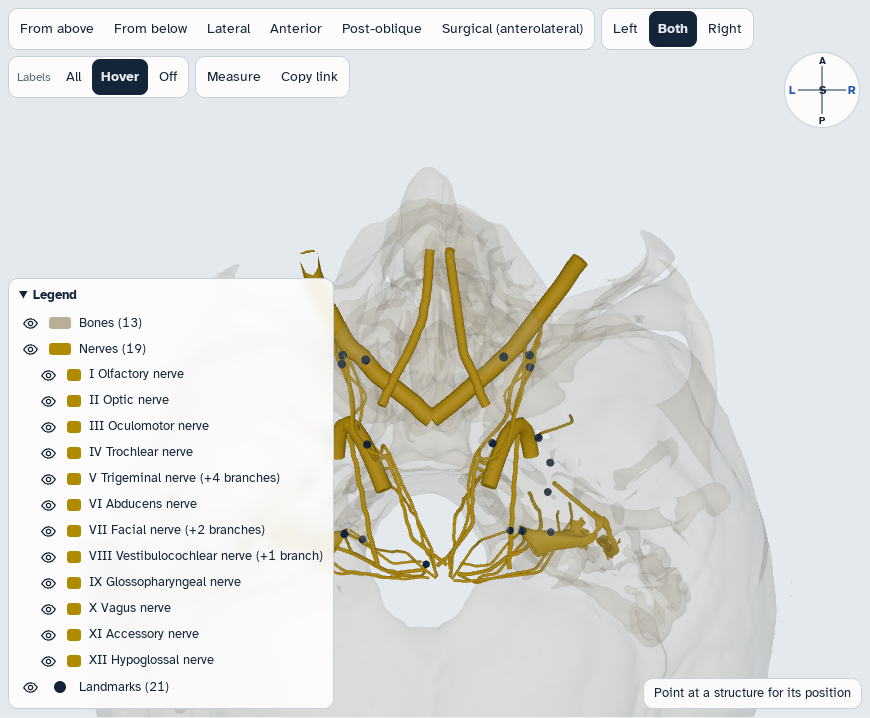 From above From below Lateral Anterior Post-oblique Surgical (anterolateral) Left Both Right
Labels All Hover Off Measure Copy link
A
L S R
P
▼ Legend
Bones (13)
Nerves (19)
I Olfactory nerve
II Optic nerve
III Oculomotor nerve
IV Trochlear nerve
V Trigeminal nerve (+4 branches)
VI Abducens nerve
VII Facial nerve (+2 branches)
VIII Vestibulocochlear nerve (+1 branch)
IX Glossopharyngeal nerve
X Vagus nerve
XI Accessory nerve
XII Hypoglossal nerve
Landmarks (21)
Point at a structure for its position